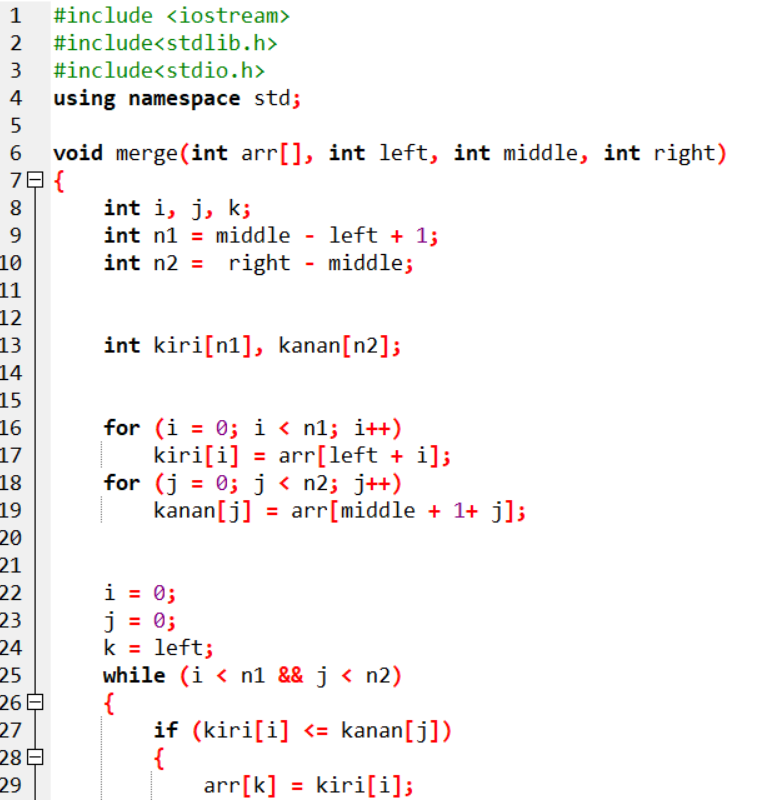 1 #include <iostream>
2 #include<stdlib.h>
3 #include<stdio.h>
4 using namespace std;
5
6 void merge(int arr[], int left, int middle, int right)
7 {
8     int i, j, k;
9     int n1 = middle - left + 1;
10     int n2 =  right - middle;
11
12
13     int kiri[n1], kanan[n2];
14
15
16     for (i = 0; i < n1; i++)
17         kiri[i] = arr[left + i];
18     for (j = 0; j < n2; j++)
19         kanan[j] = arr[middle + 1+ j];
20
21
22     i = 0;
23     j = 0;
24     k = left;
25     while (i < n1 && j < n2)
26     {
27         if (kiri[i] <= kanan[j])
28         {
29             arr[k] = kiri[i];